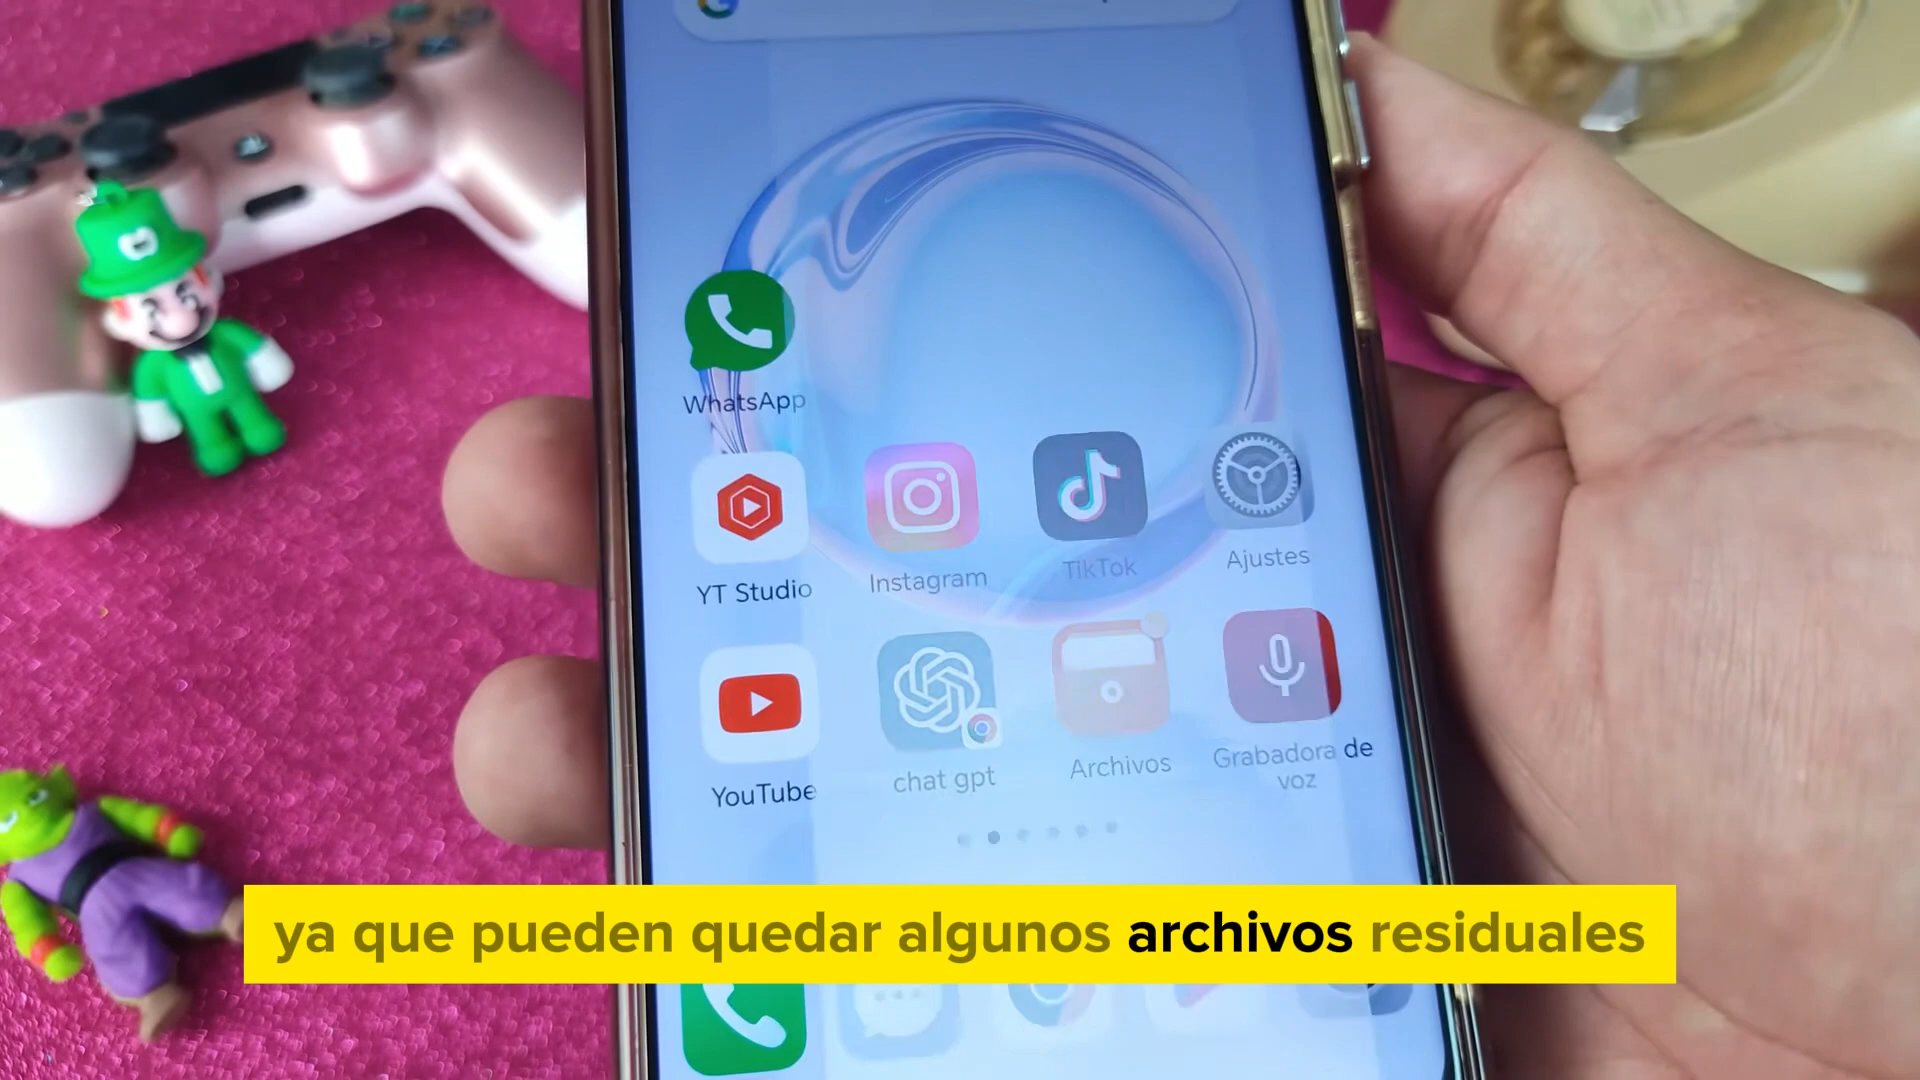 WhatsApp
YT Studio
Instagram
TikTok
Ajustes
YouTube
chat gpt
Archivos
Grabadora de
voz
ya que pueden quedar algunos archivos residuales